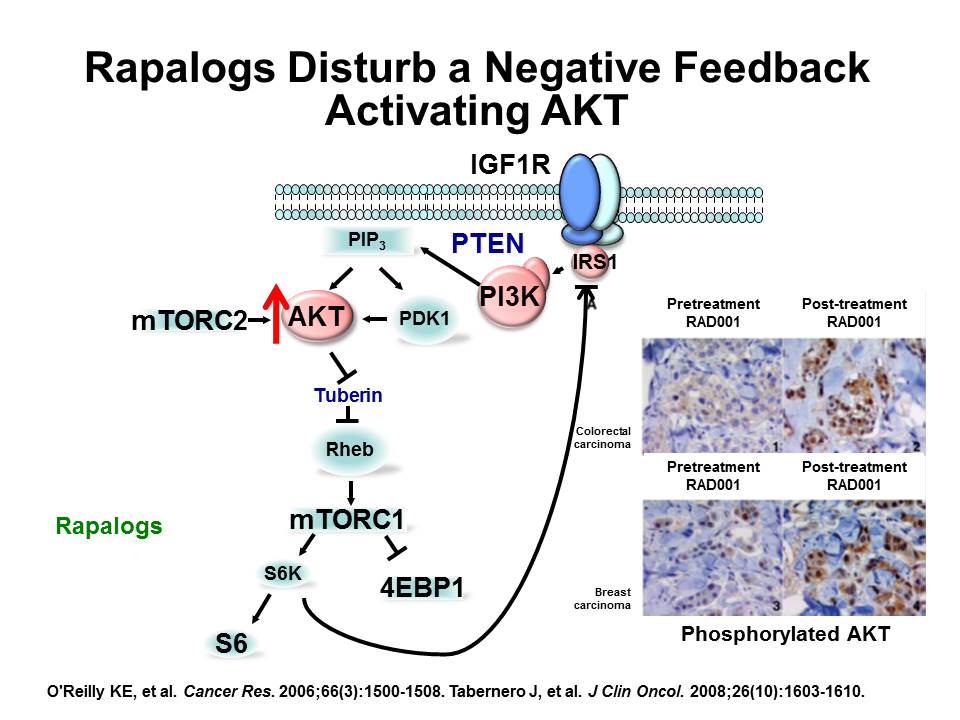 Rapalogs Disturb a Negative Feedback
Activating AKT
IGF1R
PIP3
PTEN
IRS1
PI3K
A
mTORC2
AKT
PDK1
Tuberin
Rheb
Rapalogs
mTORC1
S6K
4EBP1
S6
Pretreatment
RAD001
Post-treatment
RAD001
Colorectal
carcinoma
1
2
Pretreatment
RAD001
Post-treatment
RAD001
Breast
carcinoma
3
4
Phosphorylated AKT
O'Reilly KE, et al. Cancer Res. 2006;66(3):1500-1508. Tabernero J, et al. J Clin Oncol. 2008;26(10):1603-1610.